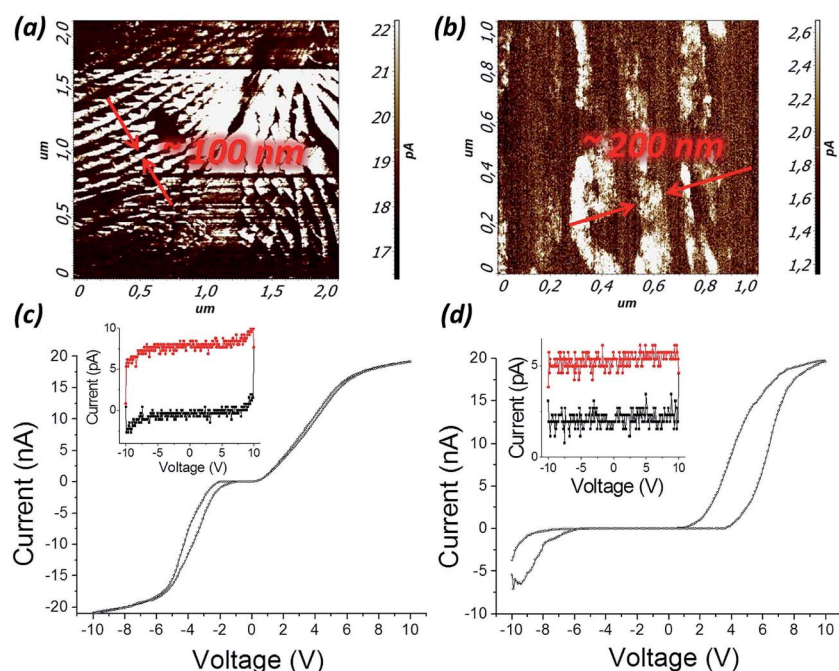 (a)
2,0
1,5
1,0
0,5
0
um
0
0,5
1,0
1,5
2,0
um
22
21
20
19
18
17
pA
~ 100 nm
(b)
1,0
0,8
0,6
0,4
0,2
0
um
0
0,2
0,4
0,6
0,8
1,0
um
2,6
2,4
2,2
2,0
1,8
1,6
1,4
1,2
pA
~ 200 nm
(c)
20
15
10
5
0
-5
-10
-15
-20
Current (nA)
-10 -8 -6 -4 -2 0 2 4 6 8 10
Voltage (V)
10
5
0
Current (pA)
-10 -5 0 5 10
Voltage (V)
(d)
20
15
10
5
0
-5
-10
Current (nA)
-10 -8 -6 -4 -2 0 2 4 6 8 10
Voltage (V)
5
0
Current (pA)
-10 -5 0 5 10
Voltage (V)